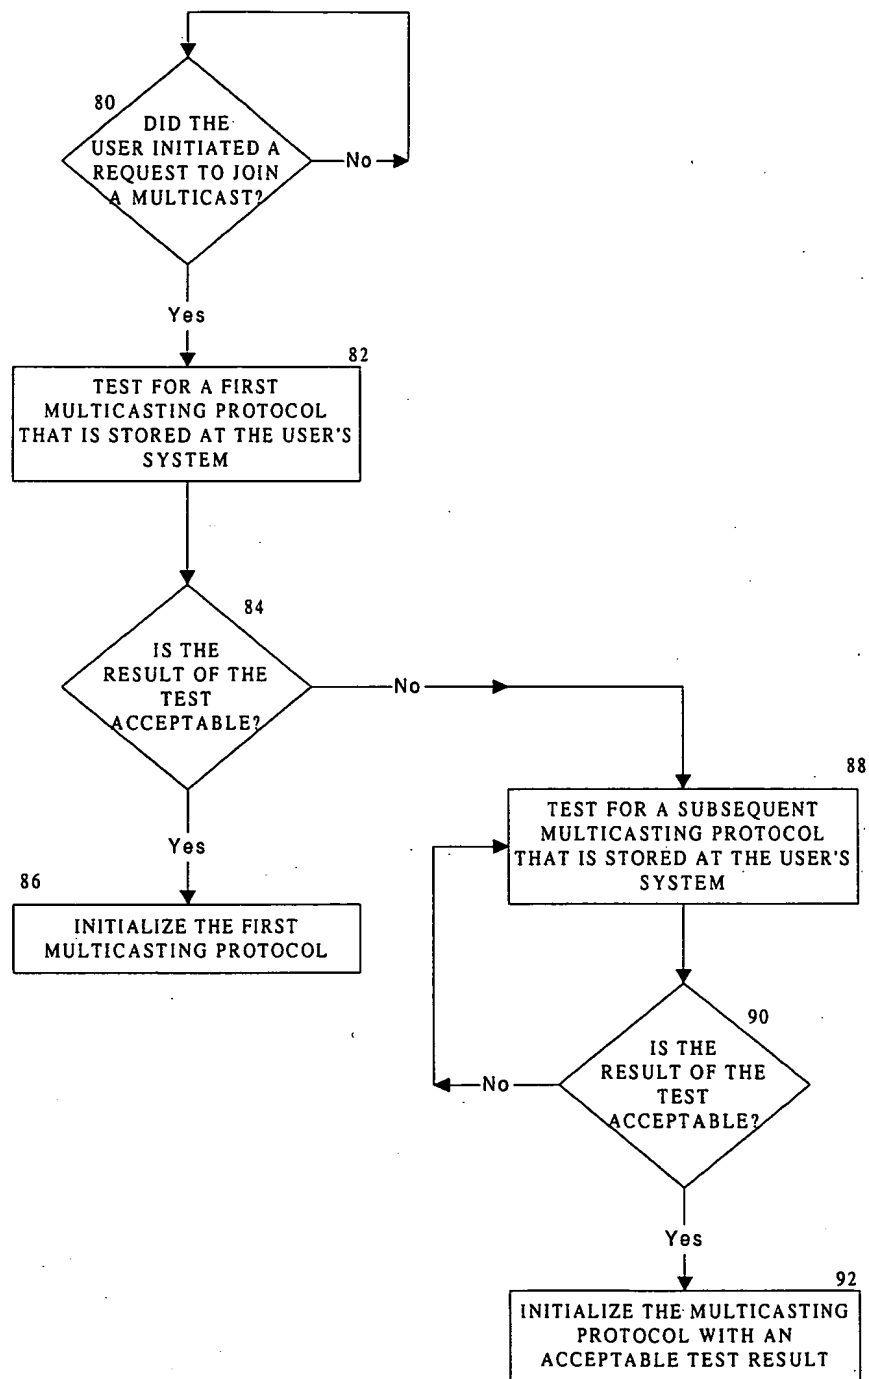 80
DID THE
USER INITIATED A
REQUEST TO JOIN
A MULTICAST?
No
Yes
82
TEST FOR A FIRST
MULTICASTING PROTOCOL
THAT IS STORED AT THE USER'S
SYSTEM
84
IS THE
RESULT OF THE
TEST
ACCEPTABLE?
No
Yes
86
INITIALIZE THE FIRST
MULTICASTING PROTOCOL
88
TEST FOR A SUBSEQUENT
MULTICASTING PROTOCOL
THAT IS STORED AT THE USER'S
SYSTEM
90
IS THE
RESULT OF THE
TEST
ACCEPTABLE?
No
Yes
92
INITIALIZE THE MULTICASTING
PROTOCOL WITH AN
ACCEPTABLE TEST RESULT